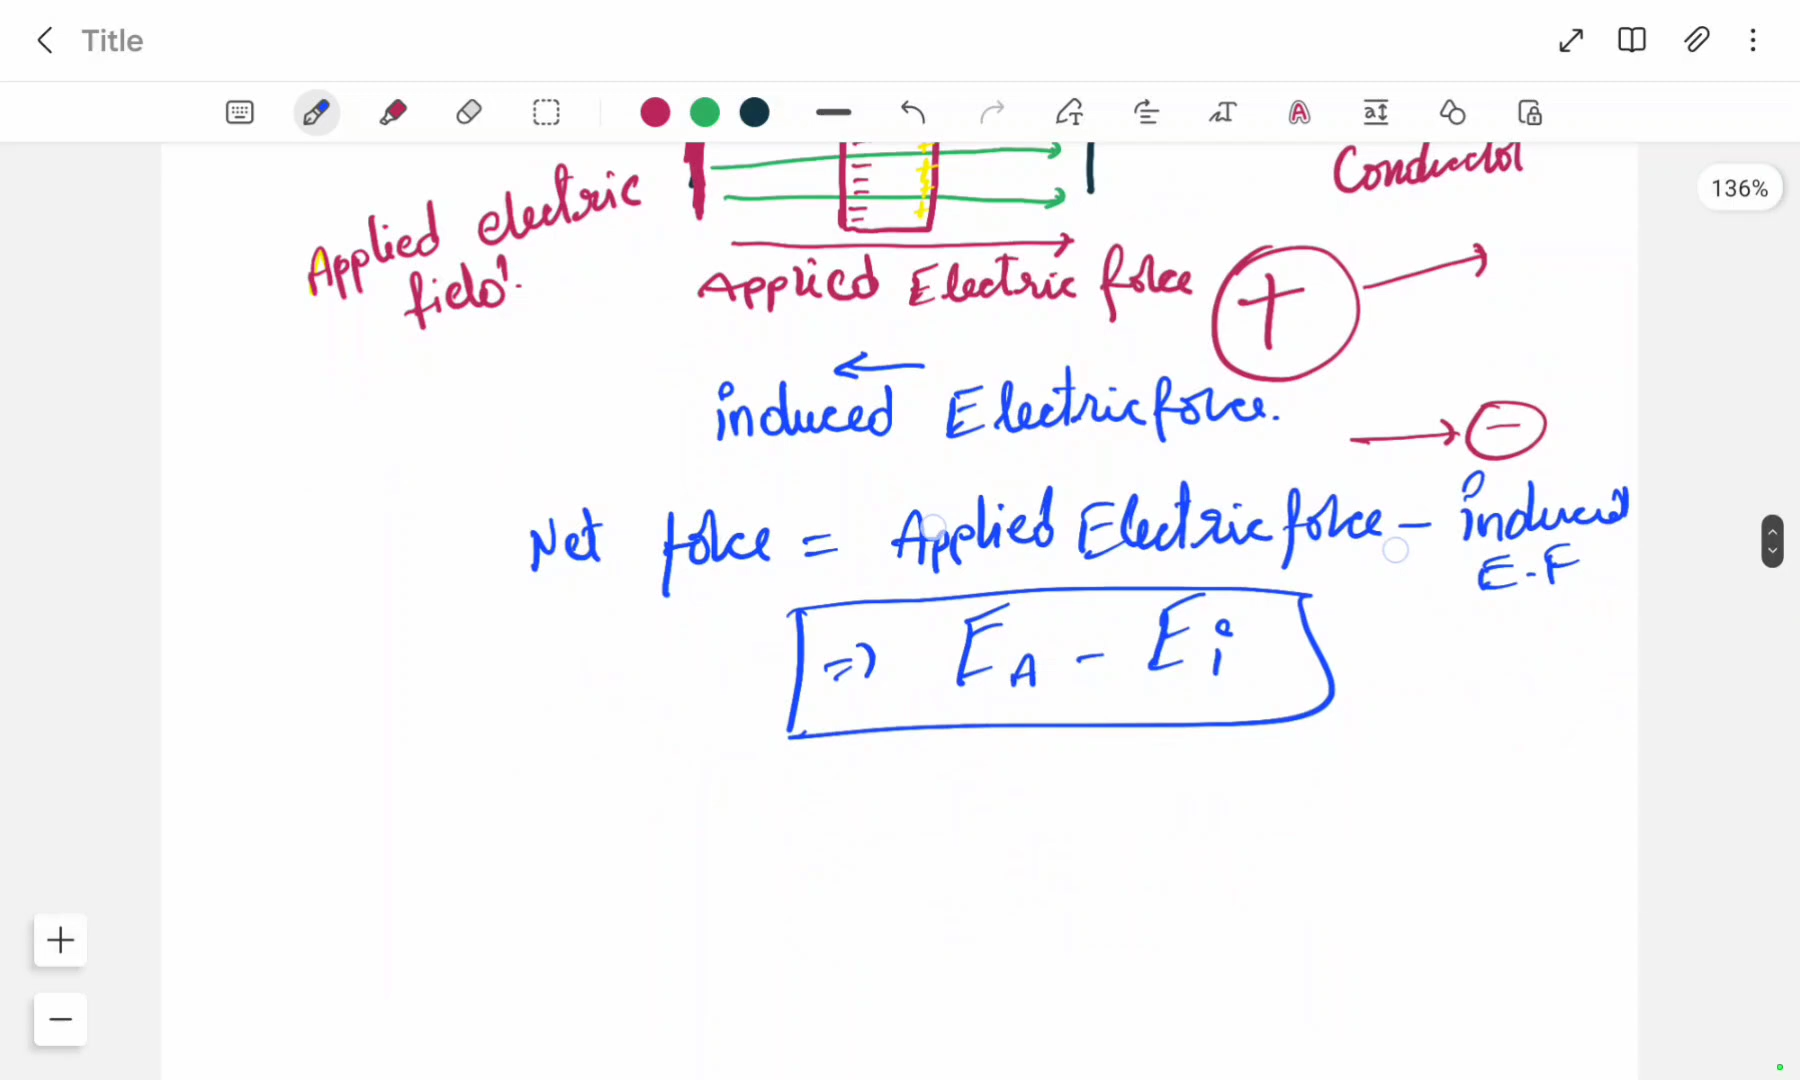 Title
136%
Conductor
Applied electric
field'.
Applied Electric force
+
induced Electric force.
−
Net force = Applied Electric force − induced
E.F
⇒ E_A − E_i